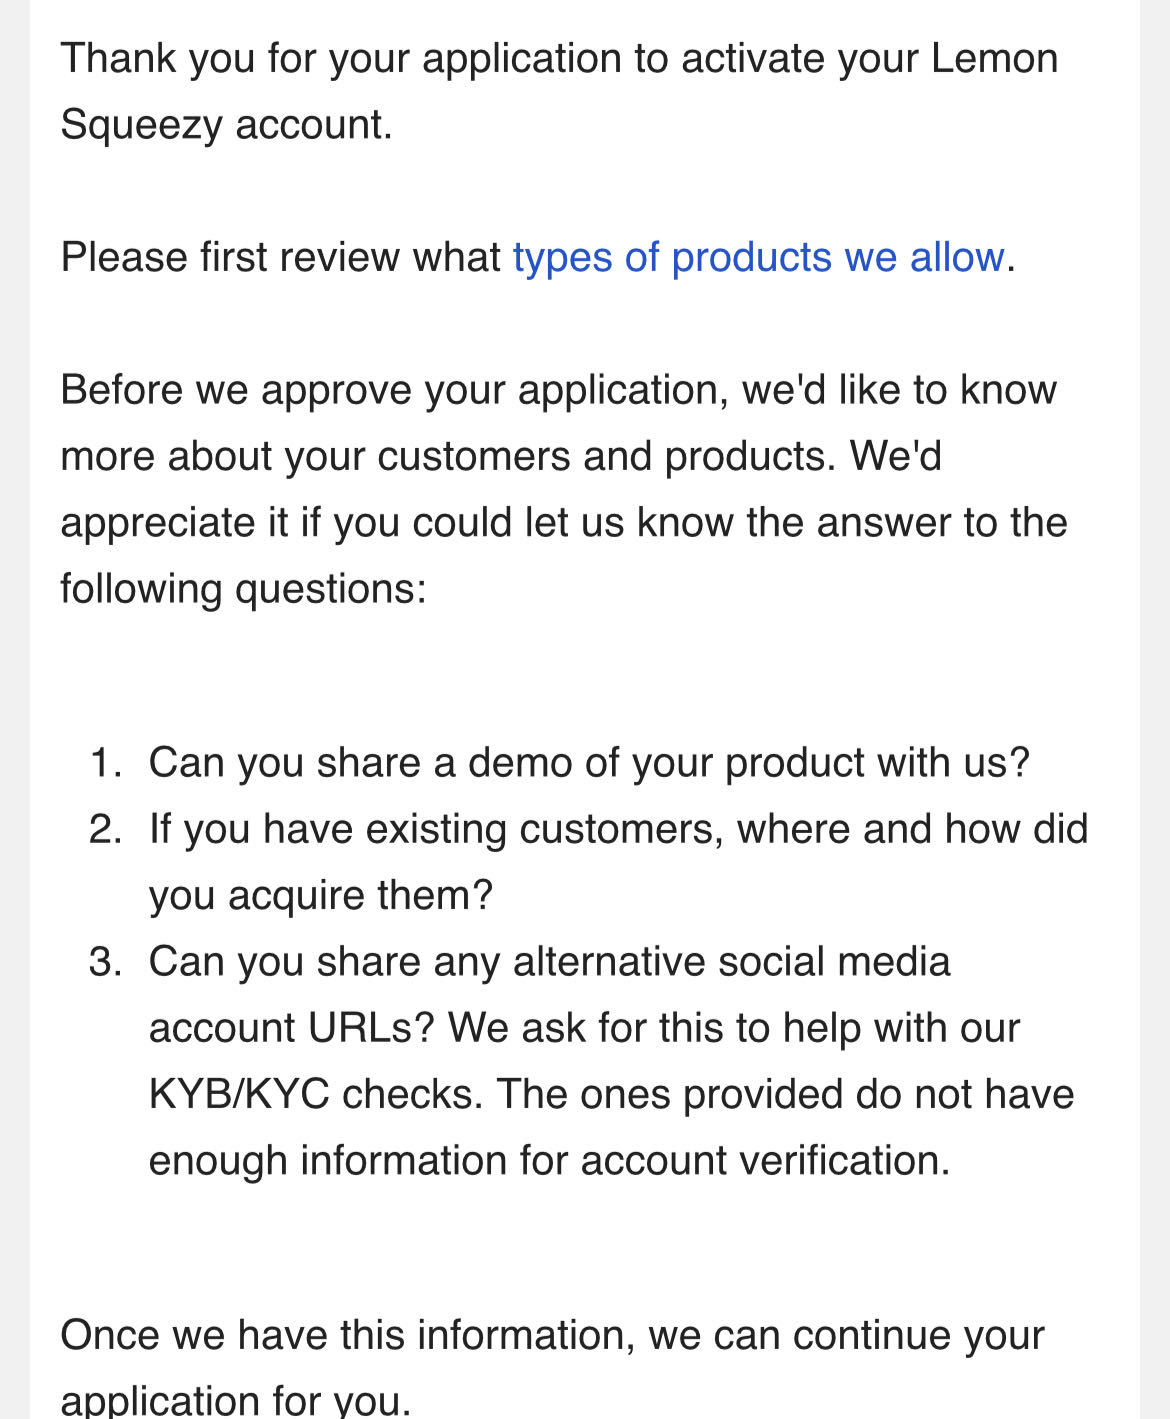 Thank you for your application to activate your Lemon
Squeezy account.
Please first review what types of products we allow.
Before we approve your application, we'd like to know
more about your customers and products. We'd
appreciate it if you could let us know the answer to the
following questions:
1. Can you share a demo of your product with us?
2. If you have existing customers, where and how did
you acquire them?
3. Can you share any alternative social media
account URLs? We ask for this to help with our
KYB/KYC checks. The ones provided do not have
enough information for account verification.
Once we have this information, we can continue your
application for you.